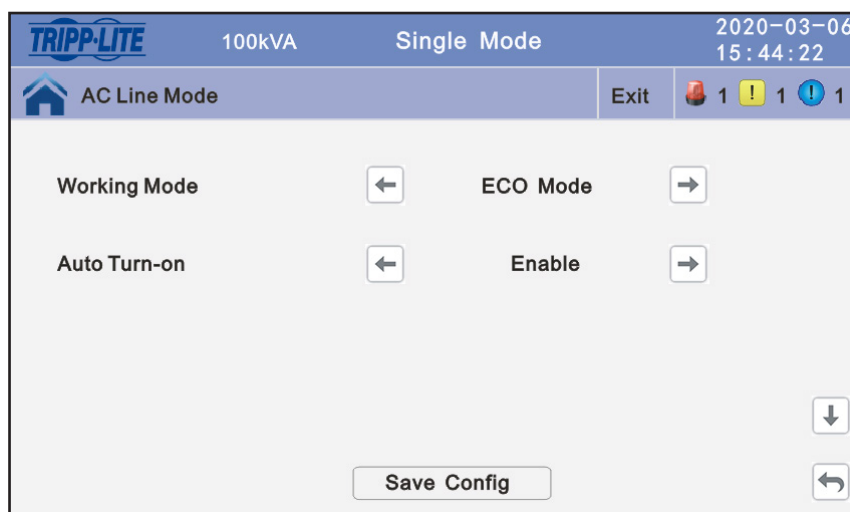 TRIPP·LITE 100kVA Single Mode 2020-03-06
15:44:22
AC Line Mode Exit 1 ! 1 ! 1
Working Mode ECO Mode
Auto Turn-on Enable
Save Config